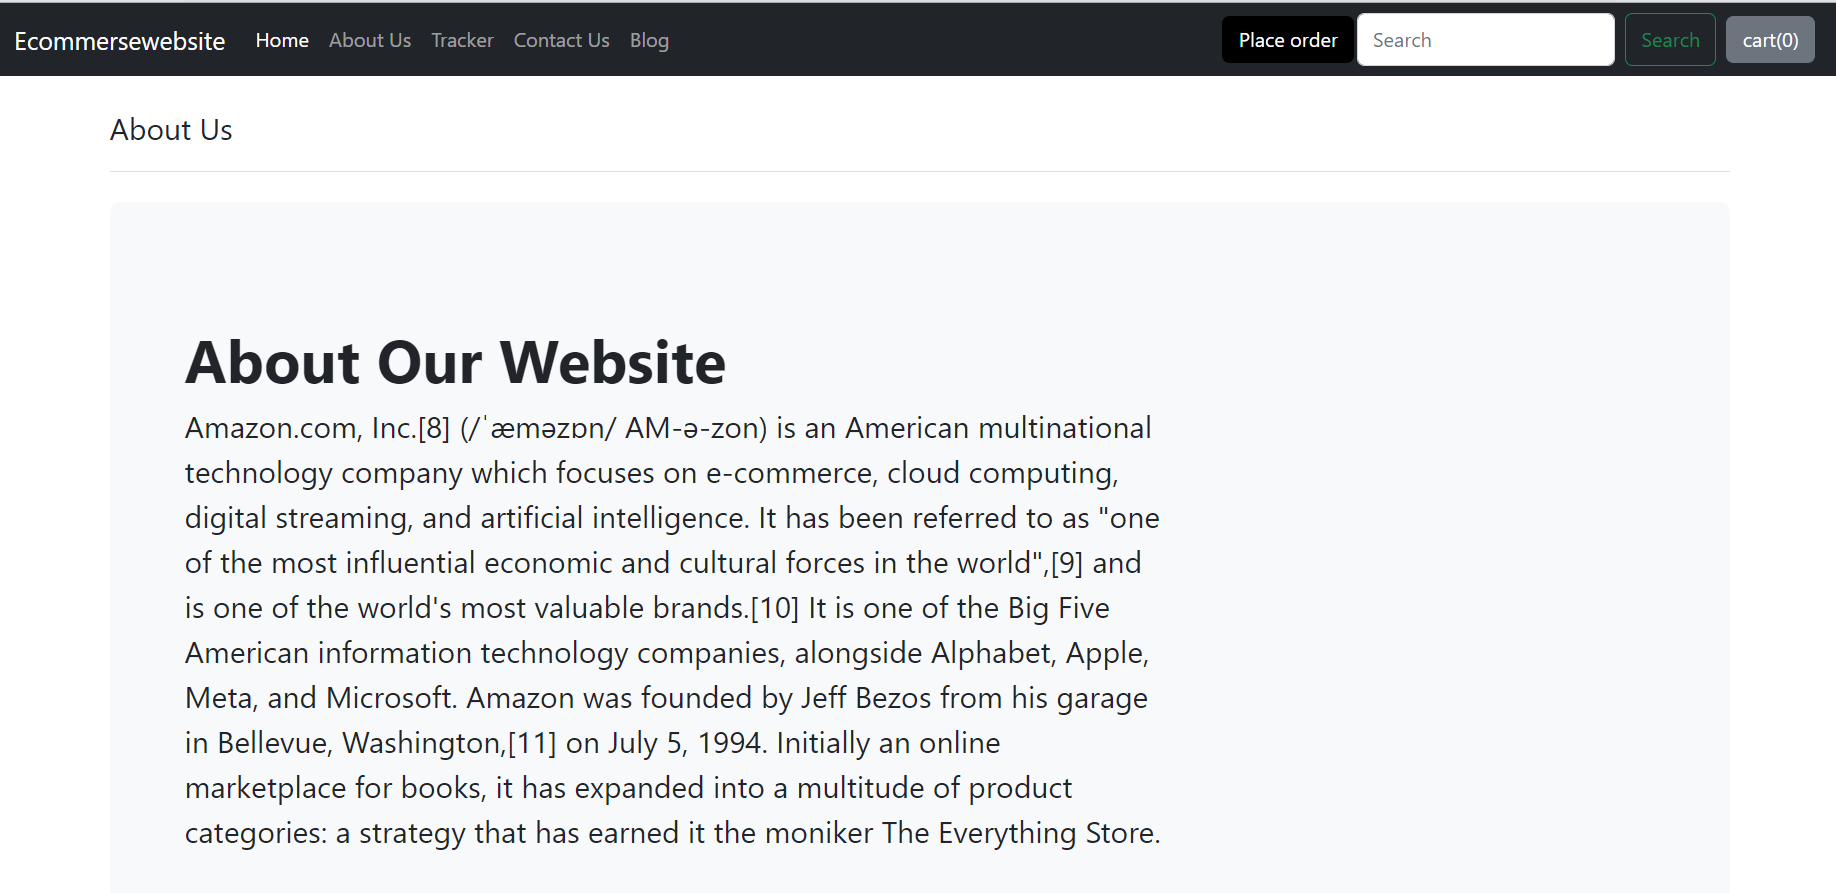 Ecommersewebsite Home About Us Tracker Contact Us Blog Place order Search Search cart(0)
About Us
About Our Website
Amazon.com, Inc.[8] (/ˈæməzɒn/ AM-ə-zon) is an American multinational
technology company which focuses on e-commerce, cloud computing,
digital streaming, and artificial intelligence. It has been referred to as "one
of the most influential economic and cultural forces in the world",[9] and
is one of the world's most valuable brands.[10] It is one of the Big Five
American information technology companies, alongside Alphabet, Apple,
Meta, and Microsoft. Amazon was founded by Jeff Bezos from his garage
in Bellevue, Washington,[11] on July 5, 1994. Initially an online
marketplace for books, it has expanded into a multitude of product
categories: a strategy that has earned it the moniker The Everything Store.